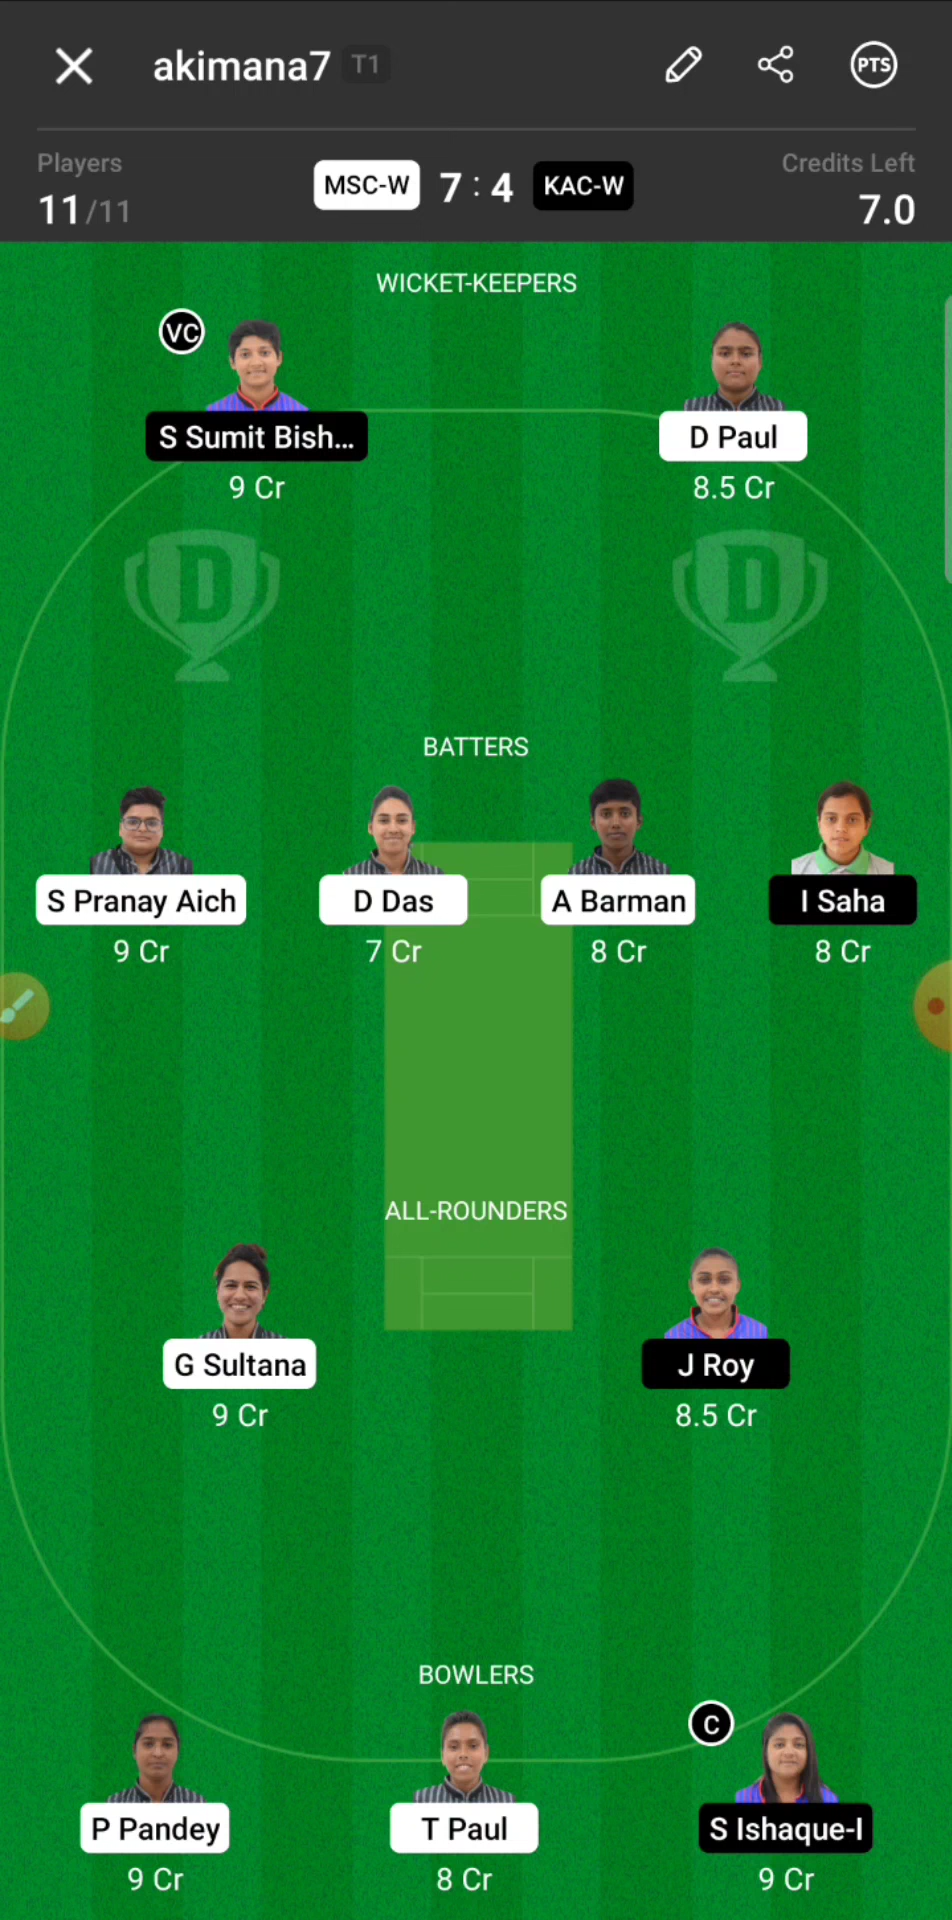 akimana7 T1 PTS
Players Credits Left
11/11 MSC-W 7 : 4 KAC-W 7.0
WICKET-KEEPERS
VC
S Sumit Bish... D Paul
9 Cr 8.5 Cr
D D
BATTERS
S Pranay Aich D Das A Barman I Saha
9 Cr 7 Cr 8 Cr 8 Cr
ALL-ROUNDERS
G Sultana J Roy
9 Cr 8.5 Cr
BOWLERS
C
P Pandey T Paul S Ishaque-I
9 Cr 8 Cr 9 Cr